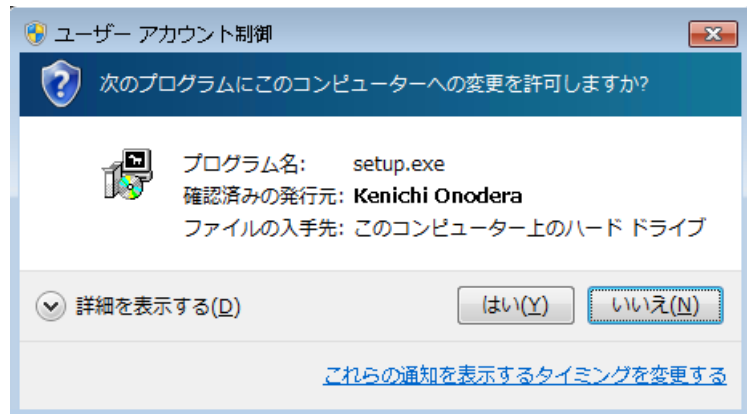 ユーザー アカウント制御
次のプログラムにこのコンピューターへの変更を許可しますか?
プログラム名: setup.exe
確認済みの発行元: Kenichi Onodera
ファイルの入手先: このコンピューター上のハード ドライブ
詳細を表示する(D) はい(Y) いいえ(N)
これらの通知を表示するタイミングを変更する